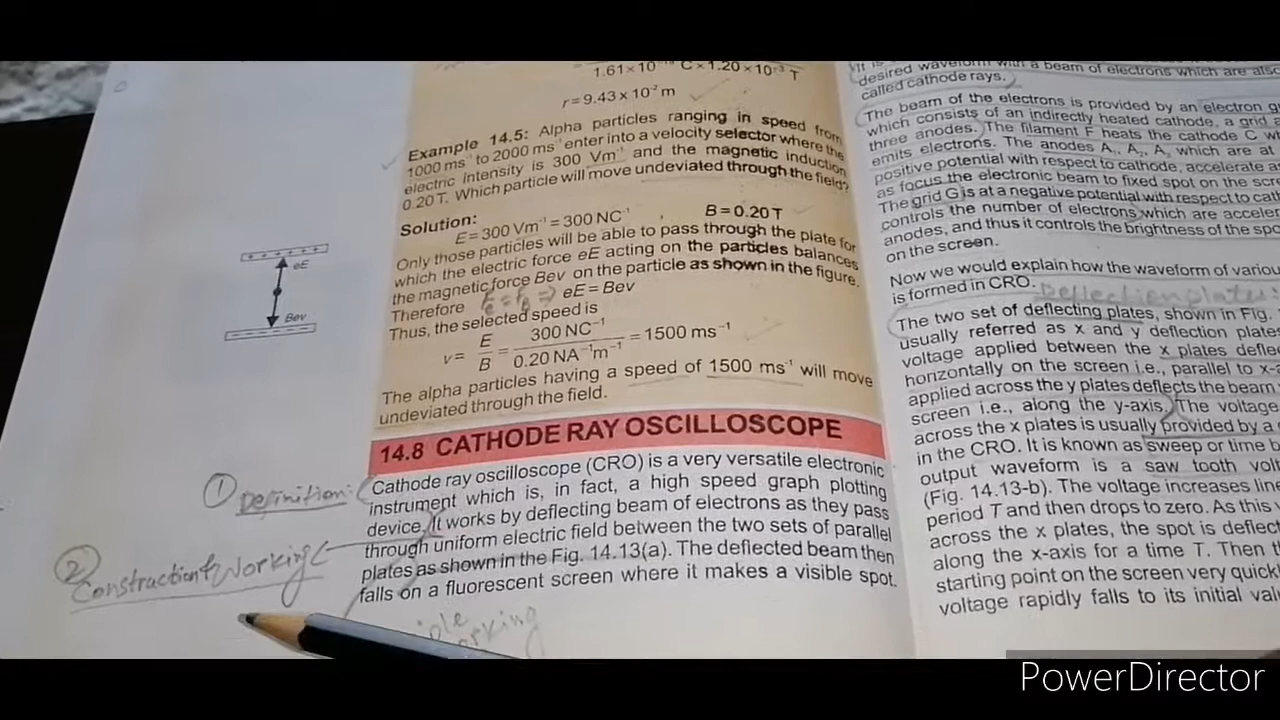 1.61×10⁻¹⁹ C×1.20×10⁻³ T
r = 9.43 x 10⁻² m
Example 14.5: Alpha particles ranging in speed from
1000 ms⁻¹ to 2000 ms⁻¹ enter into a velocity selector where the
electric intensity is 300 Vm⁻¹ and the magnetic induction
0.20 T. Which particle will move undeviated through the field?
Solution:
E = 300 Vm⁻¹ = 300 NC⁻¹ , B = 0.20 T
Only those particles will be able to pass through the plate for
which the electric force eE acting on the particles balances
the magnetic force Bev on the particle as shown in the figure.
Therefore Fe = FB => eE = Bev
Thus, the selected speed is
v = E/B = 300 NC⁻¹ / 0.20 NA⁻¹m⁻¹ = 1500 ms⁻¹
The alpha particles having a speed of 1500 ms⁻¹ will move
undeviated through the field.
+ + + +
eE
Bev
- - - -
14.8 CATHODE RAY OSCILLOSCOPE
① Definition:
Cathode ray oscilloscope (CRO) is a very versatile electronic
instrument which is, in fact, a high speed graph plotting
device. It works by deflecting beam of electrons as they pass
through uniform electric field between the two sets of parallel
plates as shown in the Fig. 14.13(a). The deflected beam then
falls on a fluorescent screen where it makes a visible spot.
② Construction & Working
desired waveform with a beam of electrons which are also
called cathode rays.
The beam of the electrons is provided by an electron
which consists of an indirectly heated cathode, a grid
three anodes. The filament F heats the cathode C
emits electrons. The anodes A₁, A₂, A₃ which are at
positive potential with respect to cathode, accelerate
as focus the electronic beam to fixed spot on the
The grid G is at a negative potential with respect to
controls the number of electrons which are
anodes, and thus it controls the brightness of the
on the screen.
Now we would explain how the waveform of
is formed in CRO. Deflection plates:
The two set of deflecting plates, shown in Fig.
usually referred as x and y deflection
voltage applied between the x plates
horizontally on the screen i.e., parallel to
applied across the y plates deflects the beam
screen i.e., along the y-axis. The voltage
across the x plates is usually provided by a
in the CRO. It is known as sweep or time
output waveform is a saw tooth
(Fig. 14.13-b). The voltage increases
period T and then drops to zero. As this
across the x plates, the spot is
along the x-axis for a time T. Then
starting point on the screen very
voltage rapidly falls to its initial
PowerDirector